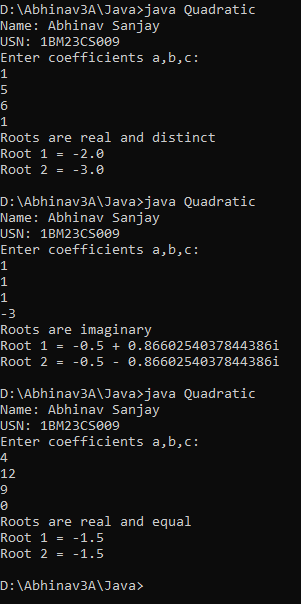 D:\Abhinav3A\Java>java Quadratic
Name: Abhinav Sanjay
USN: 1BM23CS009
Enter coefficients a,b,c:
1
5
6
1
Roots are real and distinct
Root 1 = -2.0
Root 2 = -3.0
D:\Abhinav3A\Java>java Quadratic
Name: Abhinav Sanjay
USN: 1BM23CS009
Enter coefficients a,b,c:
1
1
1
-3
Roots are imaginary
Root 1 = -0.5 + 0.8660254037844386i
Root 2 = -0.5 - 0.8660254037844386i
D:\Abhinav3A\Java>java Quadratic
Name: Abhinav Sanjay
USN: 1BM23CS009
Enter coefficients a,b,c:
4
12
9
0
Roots are real and equal
Root 1 = -1.5
Root 2 = -1.5
D:\Abhinav3A\Java>